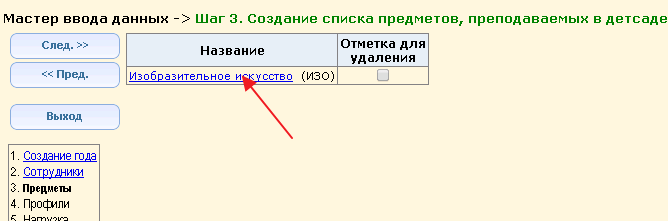 Мастер ввода данных -> Шаг 3. Создание списка предметов, преподаваемых в детсаде
След. >>
<< Пред.
Выход
Название
Отметка для удаления
Изобразительное искусство (ИЗО)
1. Создание года
2. Сотрудники
3. Предметы
4. Профили
5. Нагрузка